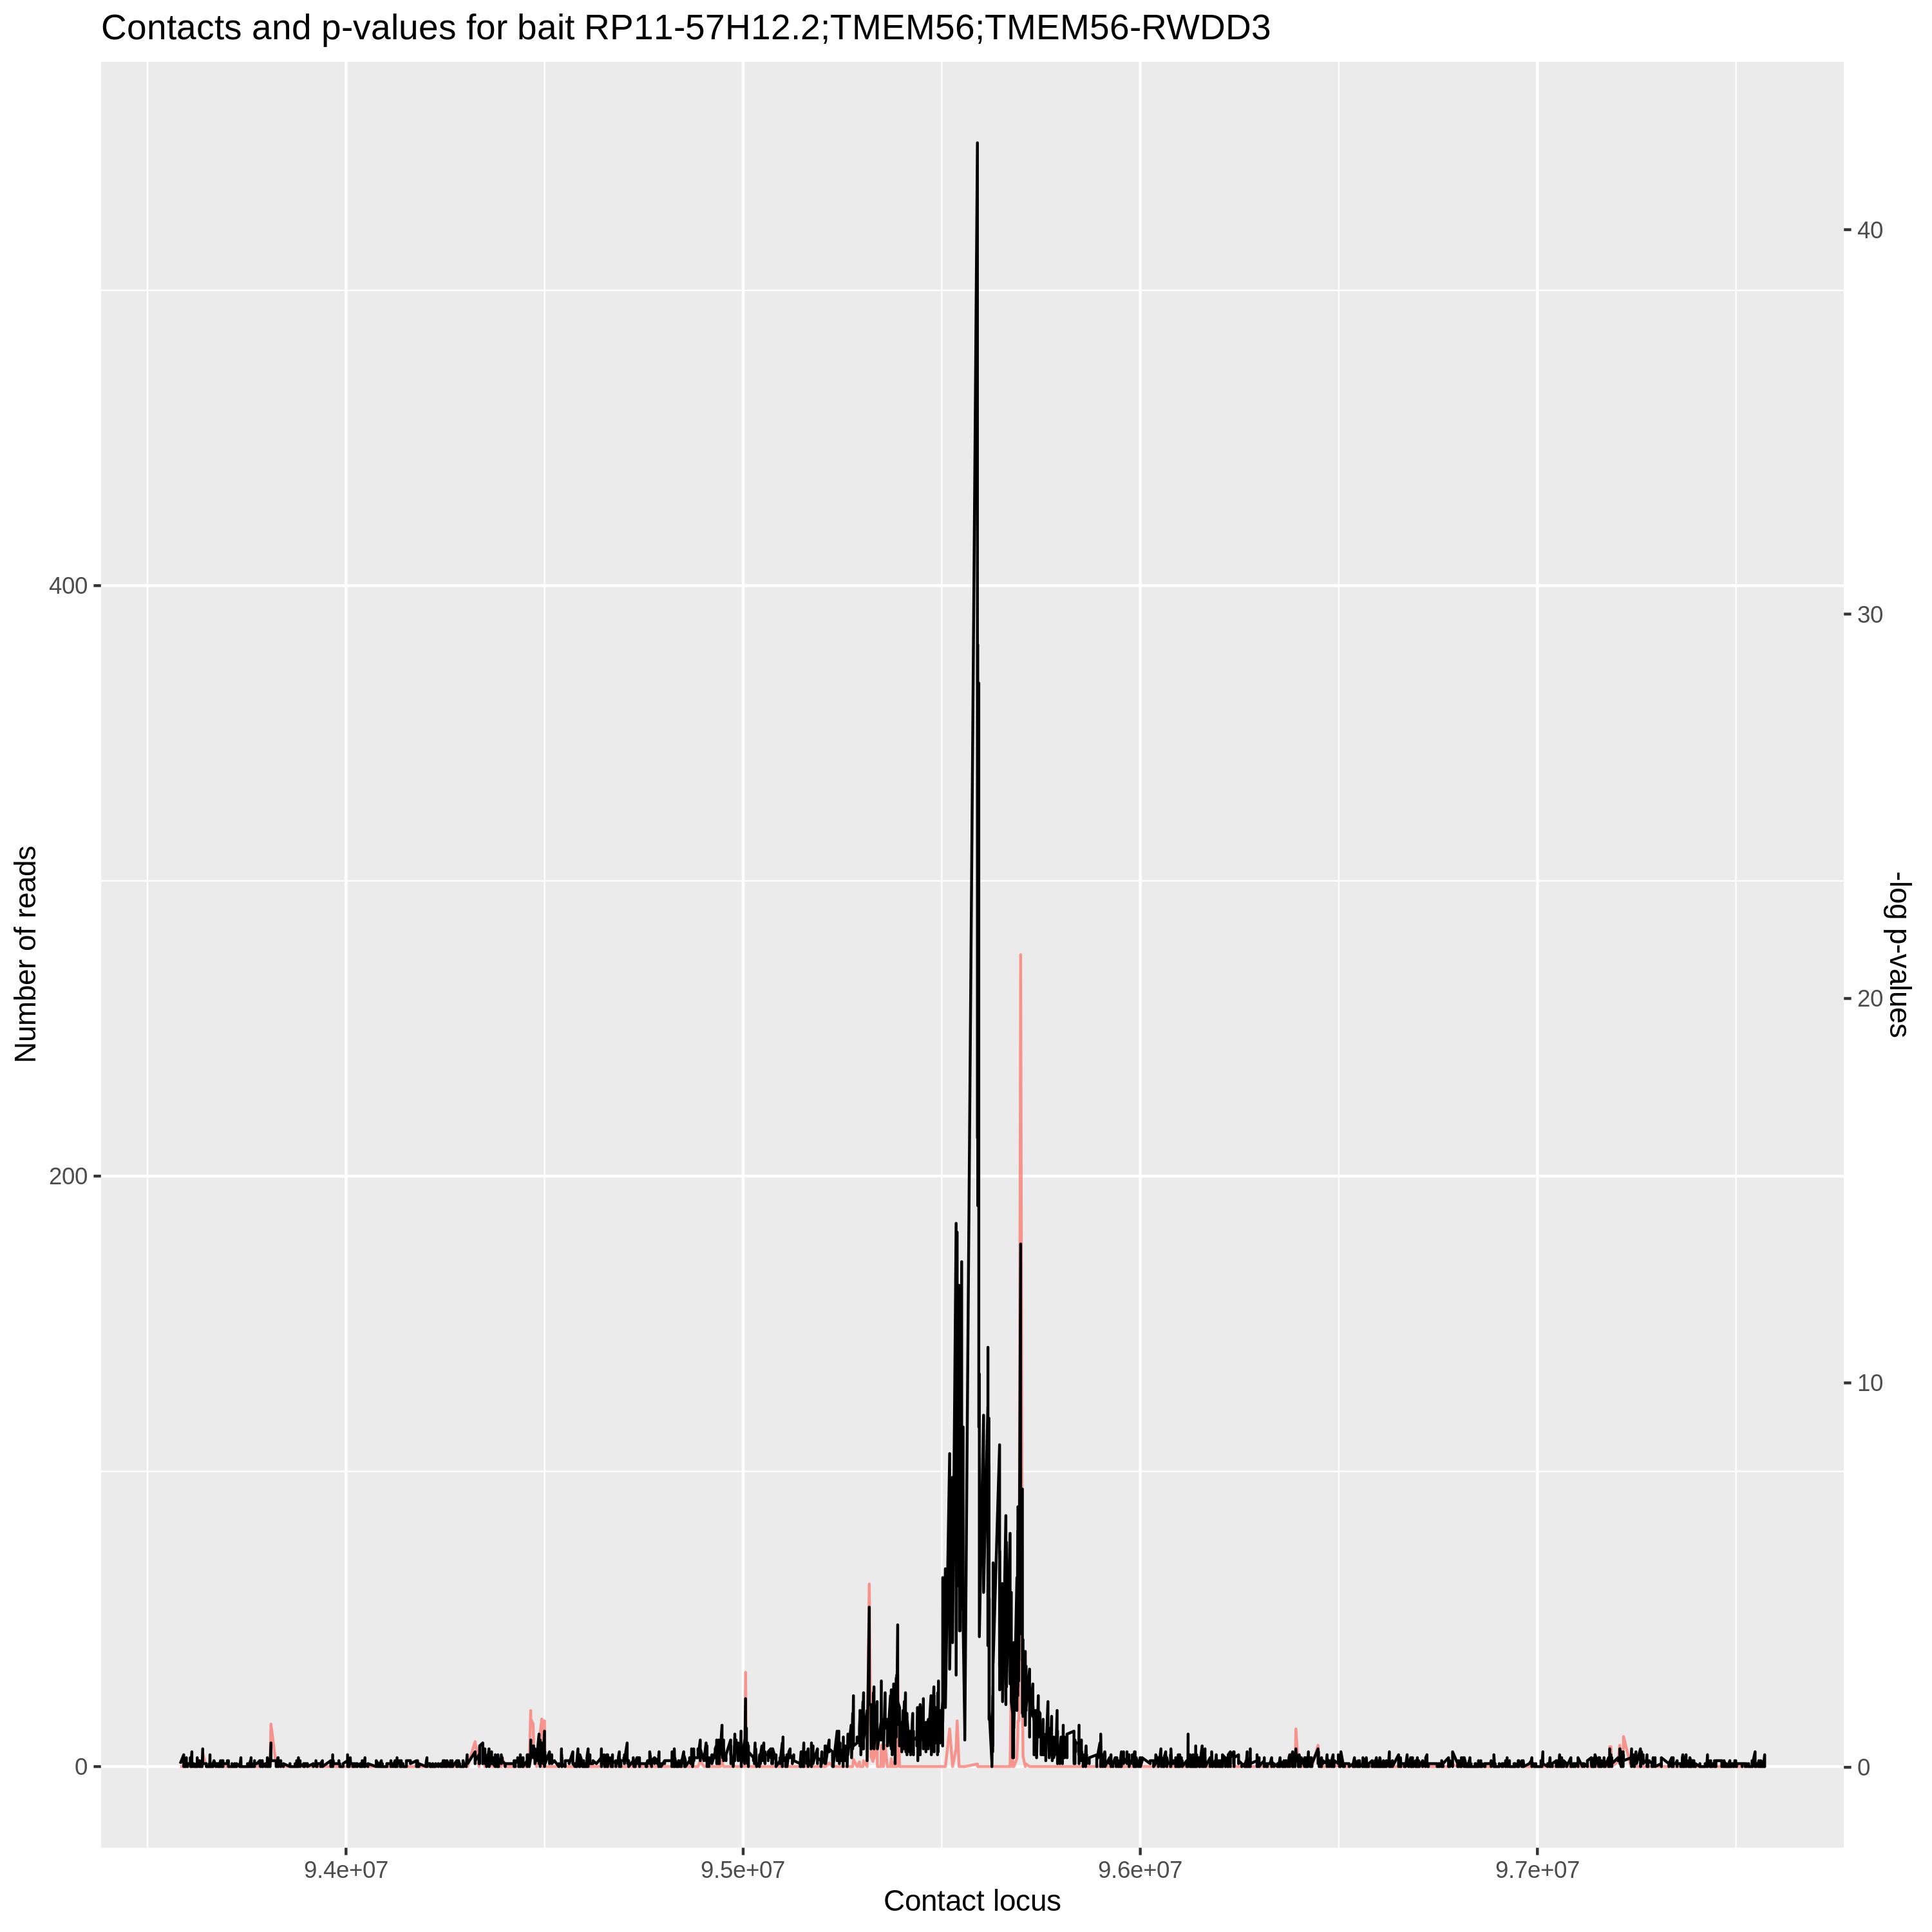 Contacts and p-values for bait RP11-57H12.2;TMEM56;TMEM56-RWDD3
40
400
30
Number of reads
-log p-values
20
200
10
0
0
9.4e+07
9.5e+07
9.6e+07
9.7e+07
Contact locus